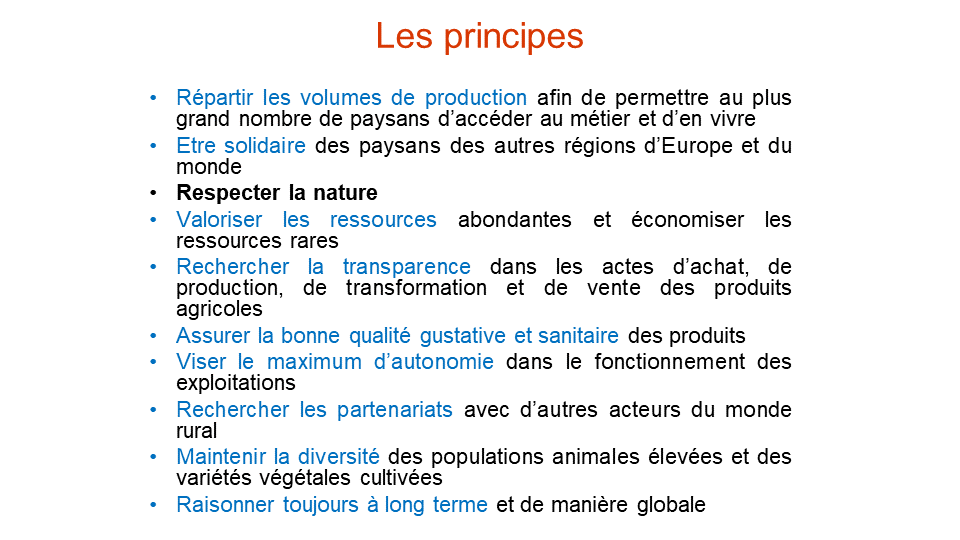 Les principes
• Répartir les volumes de production afin de permettre au plus
grand nombre de paysans d’accéder au métier et d’en vivre
• Etre solidaire des paysans des autres régions d’Europe et du
monde
• Respecter la nature
• Valoriser les ressources abondantes et économiser les
ressources rares
• Rechercher la transparence dans les actes d’achat, de
production, de transformation et de vente des produits
agricoles
• Assurer la bonne qualité gustative et sanitaire des produits
• Viser le maximum d’autonomie dans le fonctionnement des
exploitations
• Rechercher les partenariats avec d’autres acteurs du monde
rural
• Maintenir la diversité des populations animales élevées et des
variétés végétales cultivées
• Raisonner toujours à long terme et de manière globale